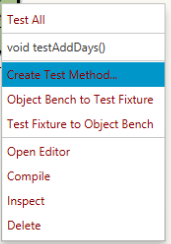 Test All
void testAddDays()
Create Test Method...
Object Bench to Test Fixture
Test Fixture to Object Bench
Open Editor
Compile
Inspect
Delete